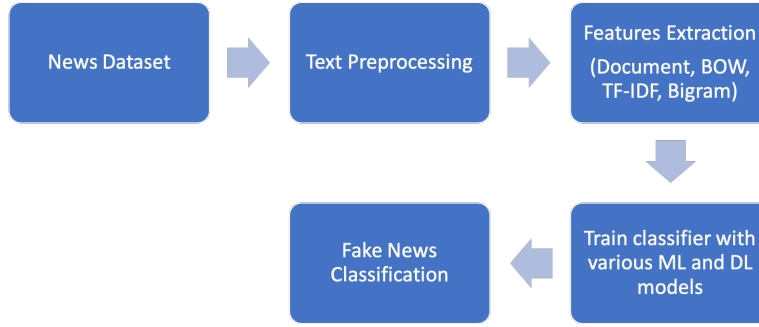 News Dataset
Text Preprocessing
Features Extraction
(Document, BOW,
TF-IDF, Bigram)
Train classifier with
various ML and DL
models
Fake News
Classification